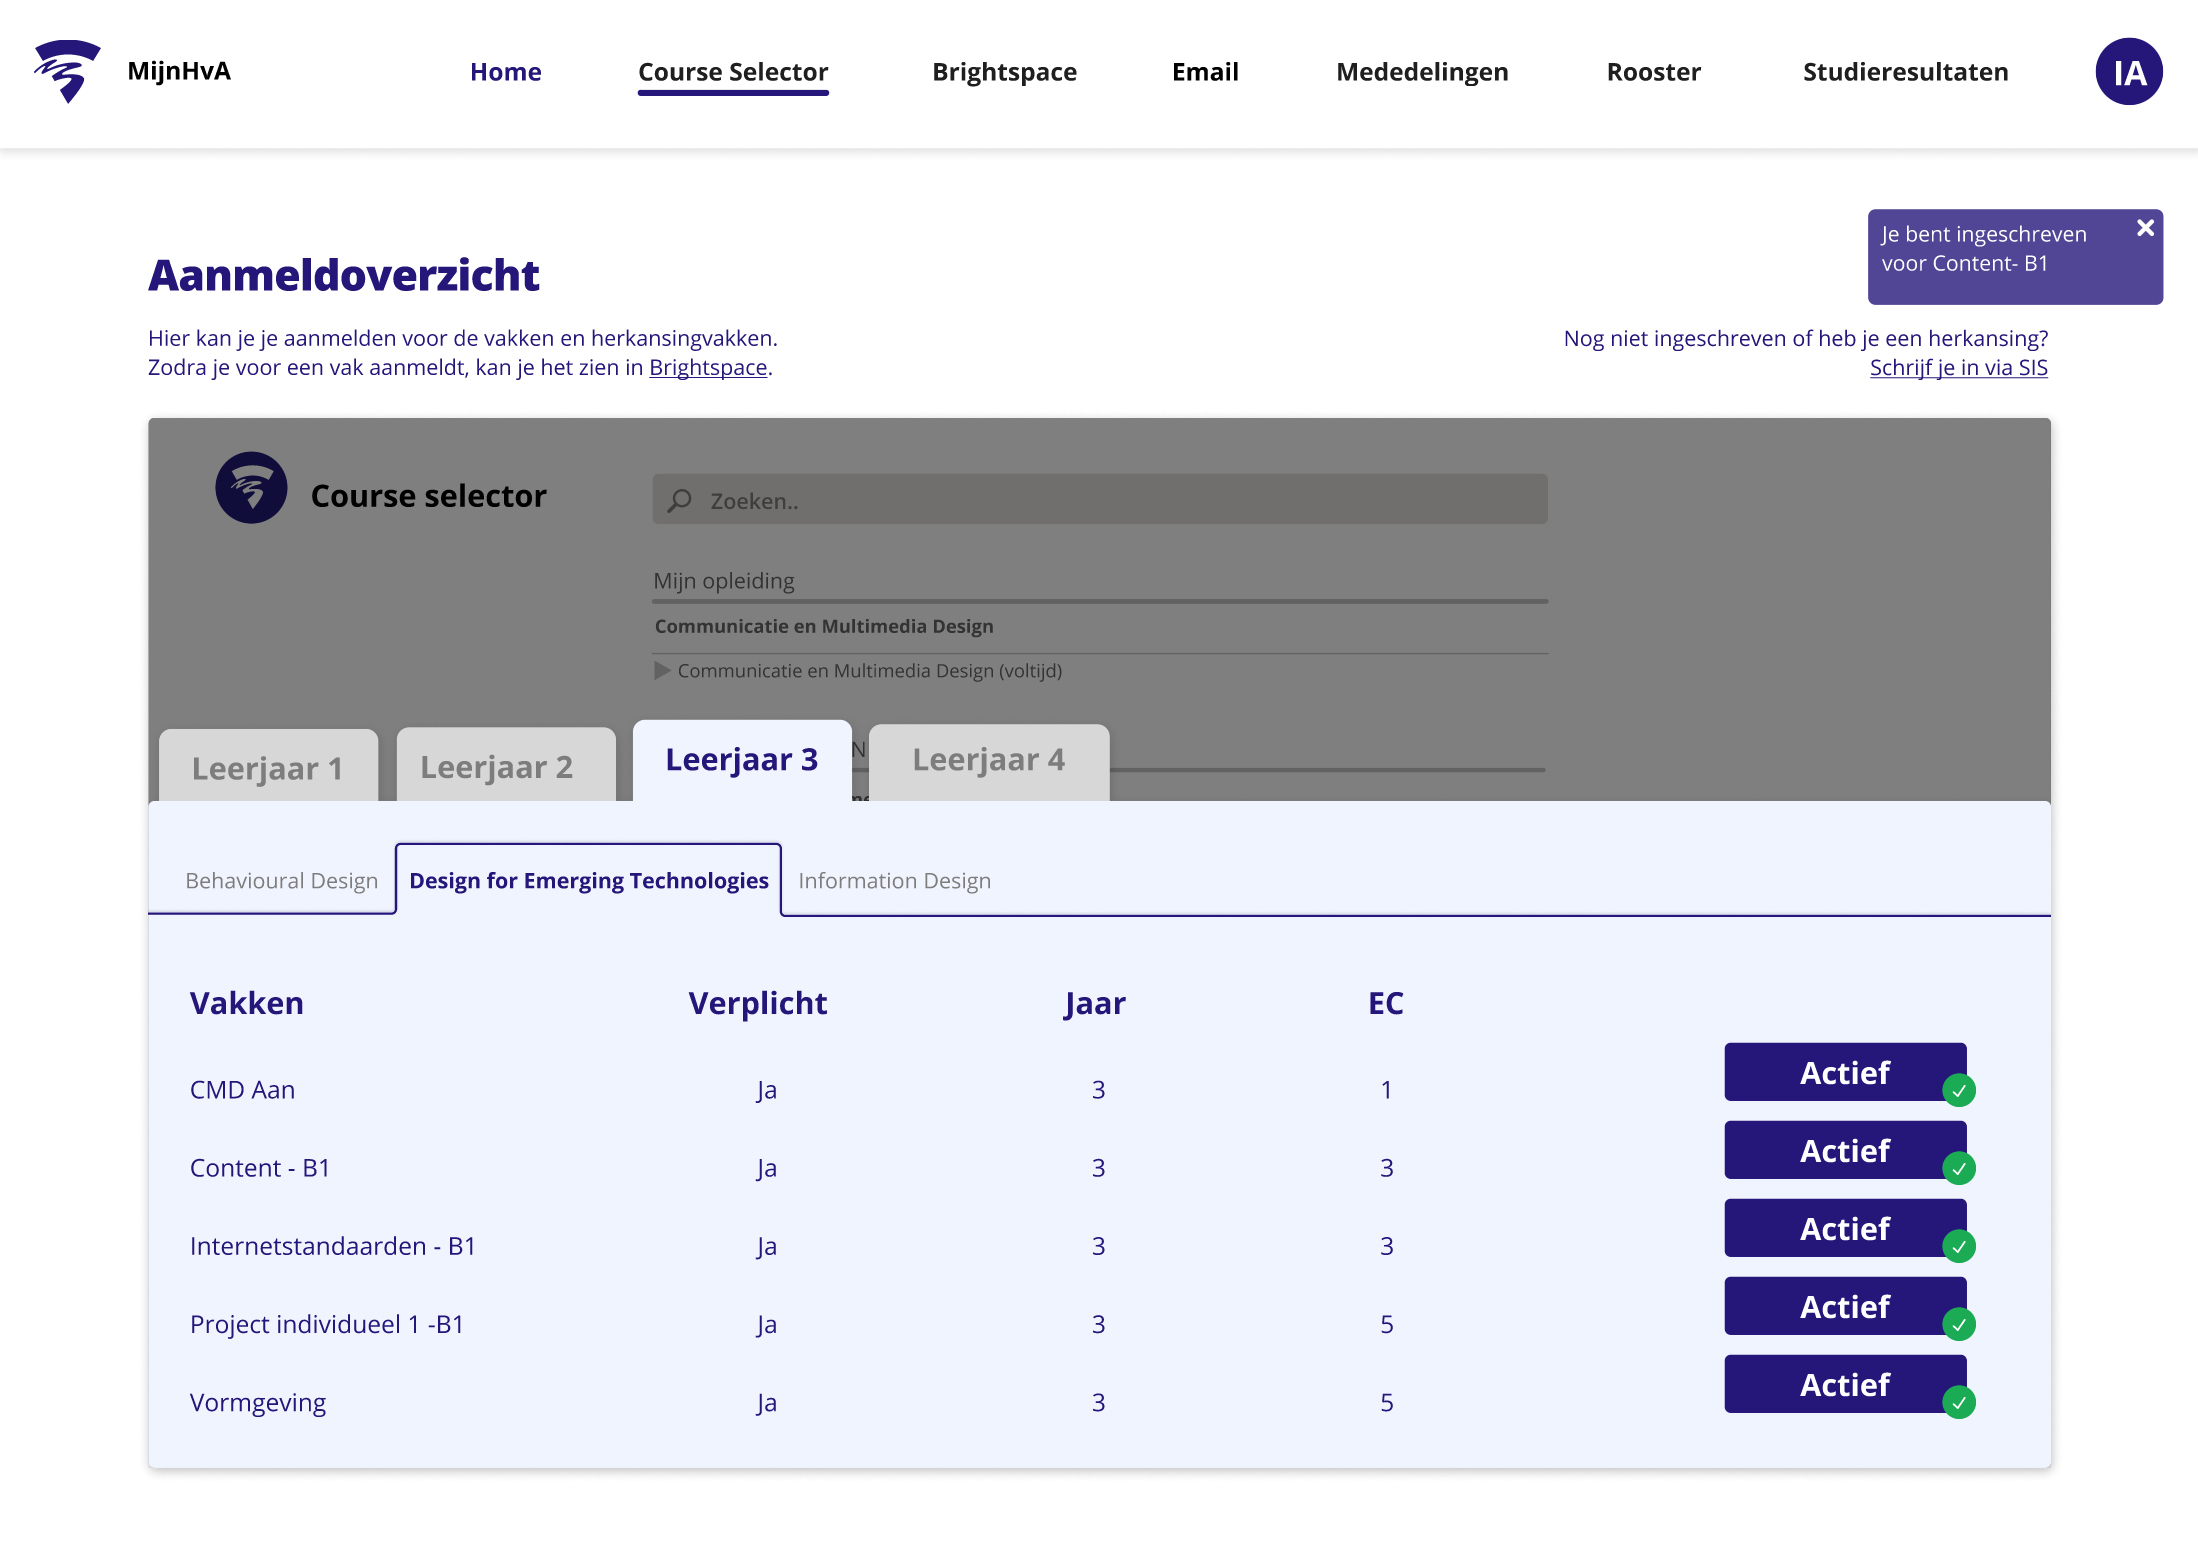 MijnHvA
Home
Course Selector
Brightspace
Email
Mededelingen
Rooster
Studieresultaten
IA
Je bent ingeschreven
voor Content- B1
Aanmeldoverzicht
Hier kan je je aanmelden voor de vakken en herkansingvakken.
Zodra je voor een vak aanmeldt, kan je het zien in Brightspace.
Nog niet ingeschreven of heb je een herkansing?
Schrijf je in via SIS
Course selector
Zoeken..
Mijn opleiding
Communicatie en Multimedia Design
Communicatie en Multimedia Design (voltijd)
Leerjaar 1
Leerjaar 2
Leerjaar 3
Leerjaar 4
Behavioural Design
Design for Emerging Technologies
Information Design
Vakken Verplicht Jaar EC
CMD Aan Ja 3 1 Actief
Content - B1 Ja 3 3 Actief
Internetstandaarden - B1 Ja 3 3 Actief
Project individueel 1 -B1 Ja 3 5 Actief
Vormgeving Ja 3 5 Actief